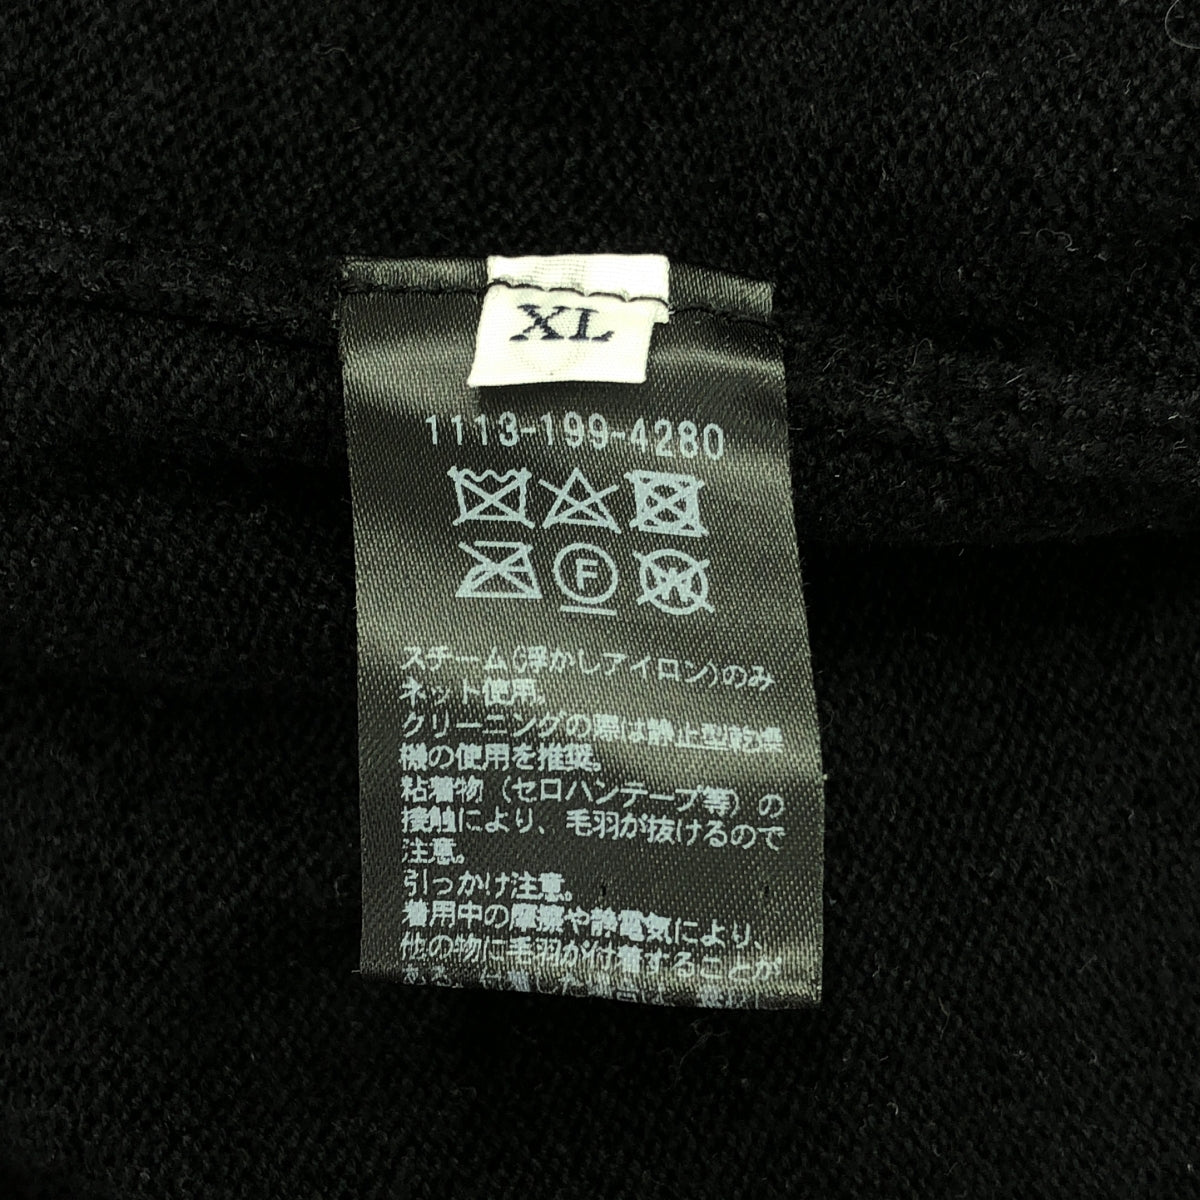 XL
1113-199-4280
F
W
スチーム(浮かしアイロン)のみ
ネット使用。
クリーニングの際は静止型乾燥
機の使用を推奨。
粘着物（セロハンテープ等）の
接触により、毛羽が抜けるので
注意。
引っかけ注意。
着用中の摩擦や静電気により、
他の物に毛羽が付着することが